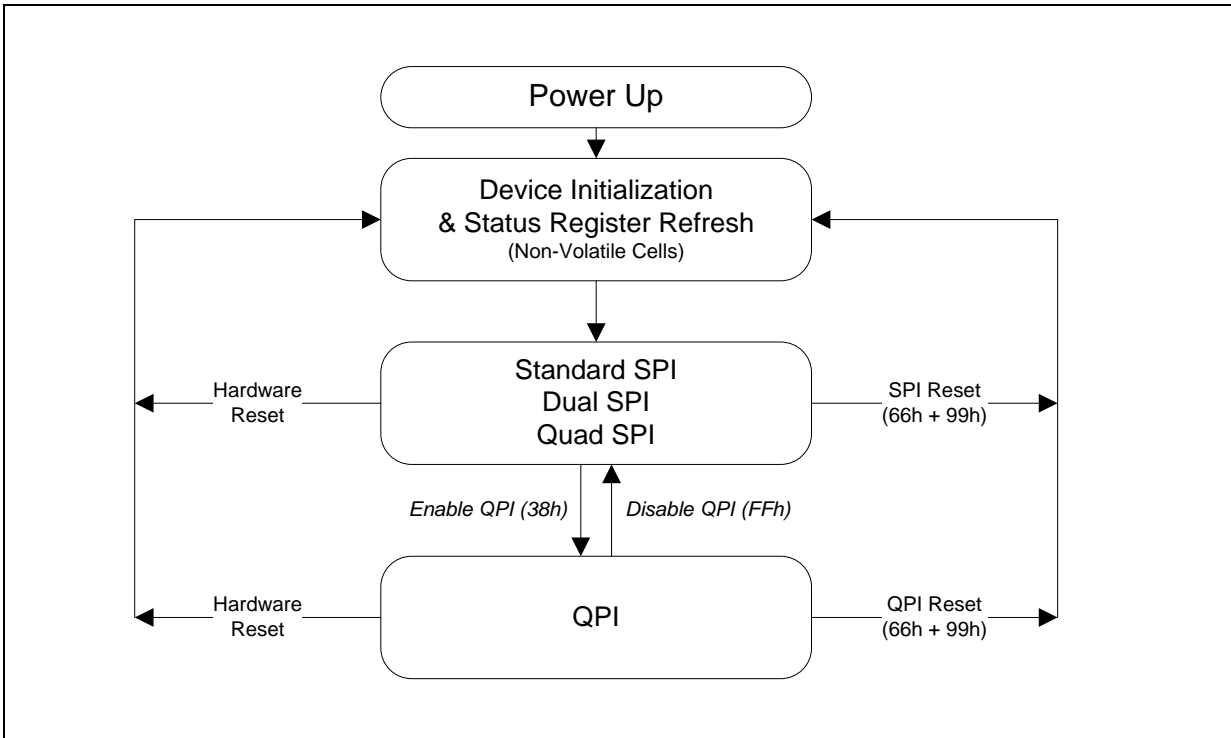 Power Up
Device Initialization
& Status Register Refresh
(Non-Volatile Cells)
Standard SPI
Dual SPI
Quad SPI
Hardware
Reset
SPI Reset
(66h + 99h)
Enable QPI (38h)
Disable QPI (FFh)
QPI
Hardware
Reset
QPI Reset
(66h + 99h)